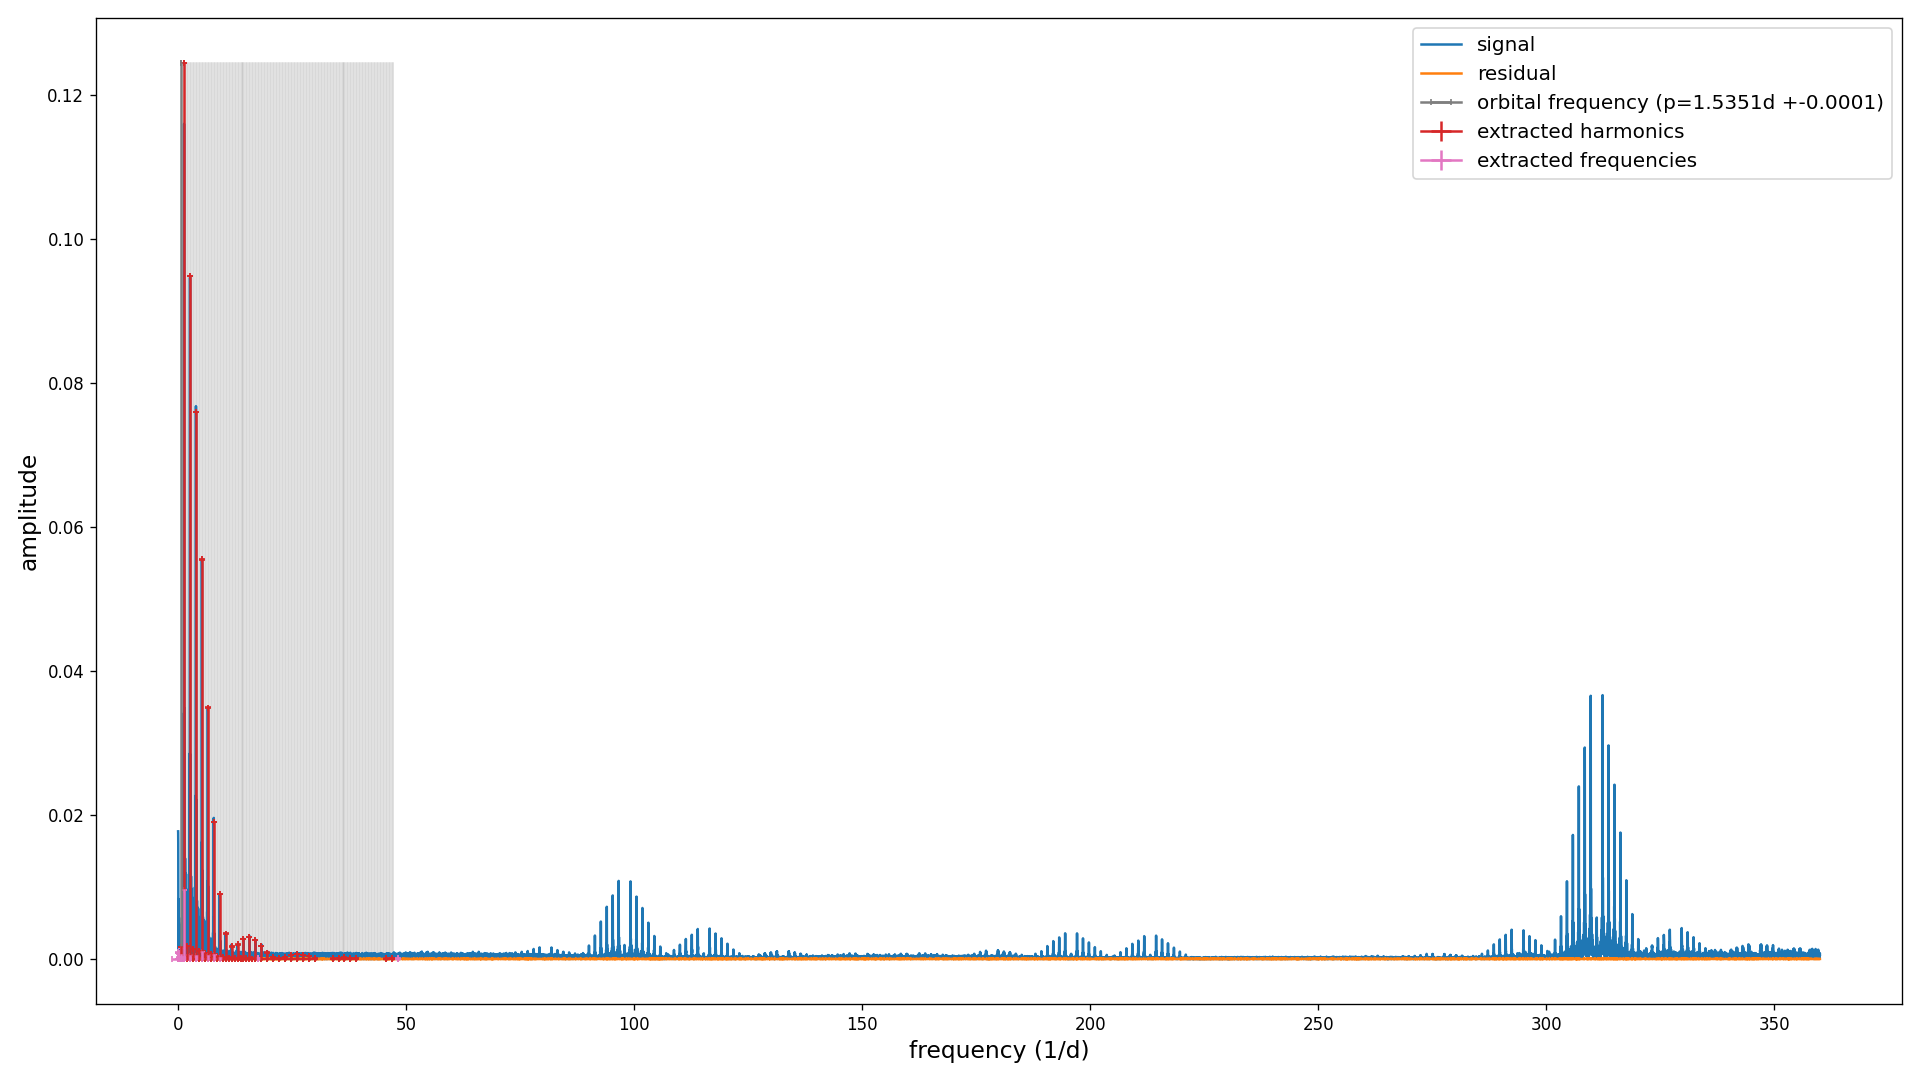 signal
residual
orbital frequency (p=1.5351d +-0.0001)
extracted harmonics
extracted frequencies
0.12
0.10
0.08
0.06
0.04
0.02
0.00
amplitude
0 50 100 150 200 250 300 350
frequency (1/d)